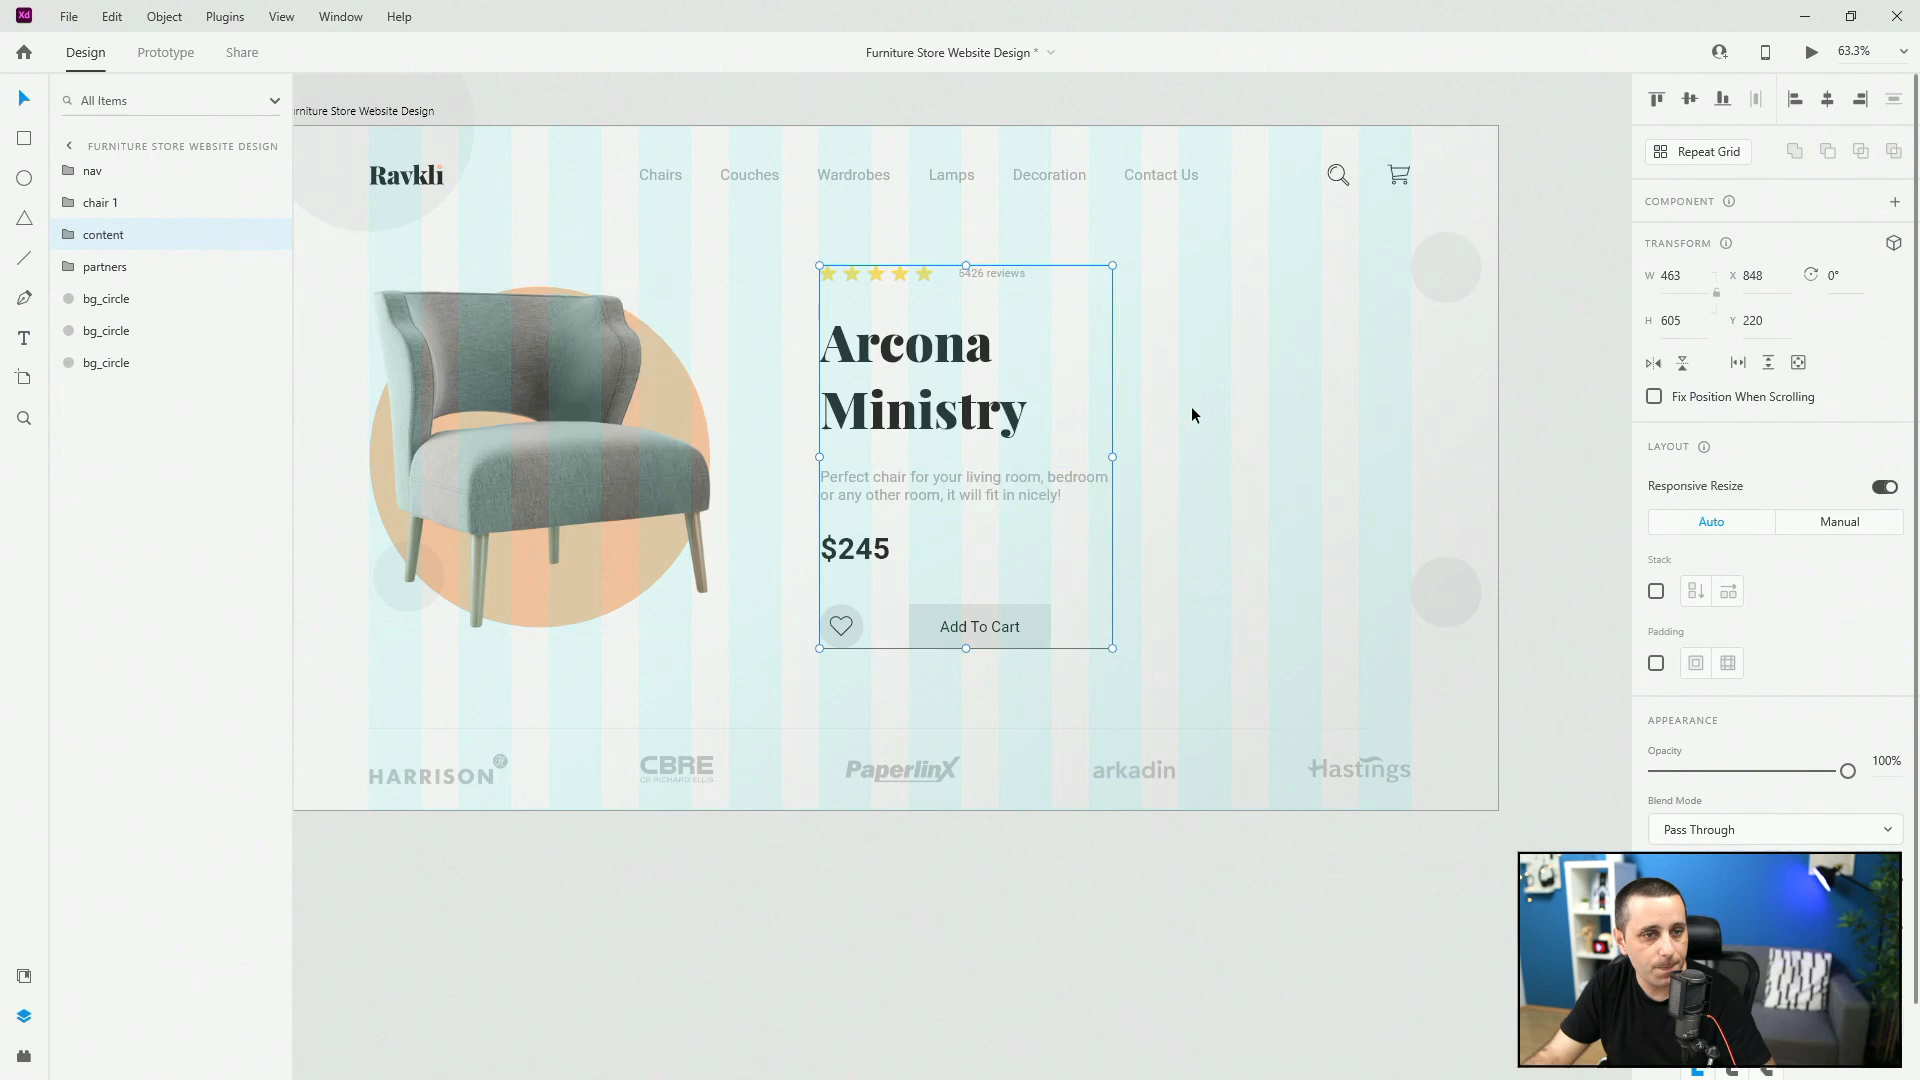 Xd File Edit Object Plugins View Window Help
Design Prototype Share Furniture Store Website Design * 63.3%
All Items
FURNITURE STORE WEBSITE DESIGN
nav
chair 1
content
partners
bg_circle
bg_circle
bg_circle
urniture Store Website Design
Ravkli Chairs Couches Wardrobes Lamps Decoration Contact Us
5426 reviews
Arcona
Ministry
Perfect chair for your living room, bedroom
or any other room, it will fit in nicely!
$245
Add To Cart
HARRISON H
CBRE
CB RICHARD ELLIS
PaperlinX
arkadin
Hastings
Repeat Grid
COMPONENT
TRANSFORM
W 463 X 848 0°
H 605 Y 220
Fix Position When Scrolling
LAYOUT
Responsive Resize
Auto Manual
Stack
Padding
APPEARANCE
Opacity
100%
Blend Mode
Pass Through